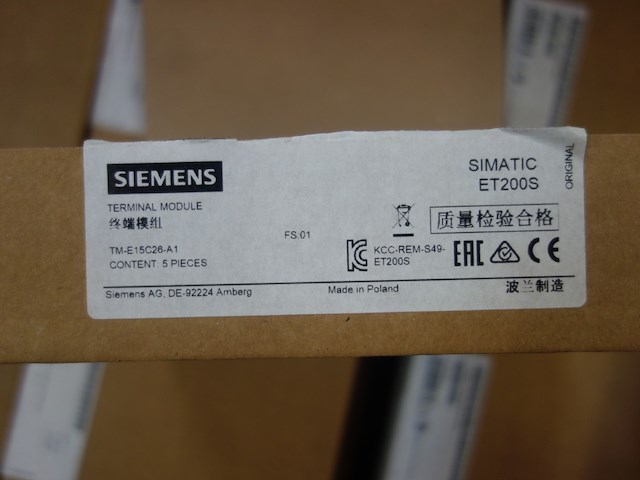 SIEMENS
SIMATIC
ET200S
ORIGINAL
TERMINAL MODULE
终端模组
FS:01
质量检验合格
TM-E15C26-A1
CONTENT: 5 PIECES
KCC-REM-S49-
ET200S
EAC
CE
Siemens AG, DE-92224 Amberg
Made in Poland
波兰制造